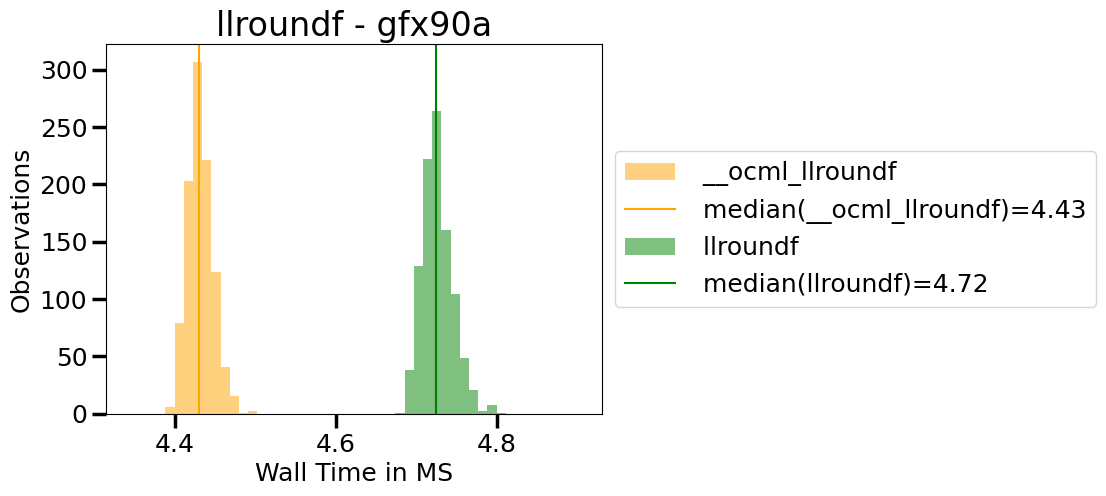 llroundf - gfx90a
300
250
200
150
100
50
0
Observations
4.4
4.6
4.8
Wall Time in MS
__ocml_llroundf
median(__ocml_llroundf)=4.43
llroundf
median(llroundf)=4.72